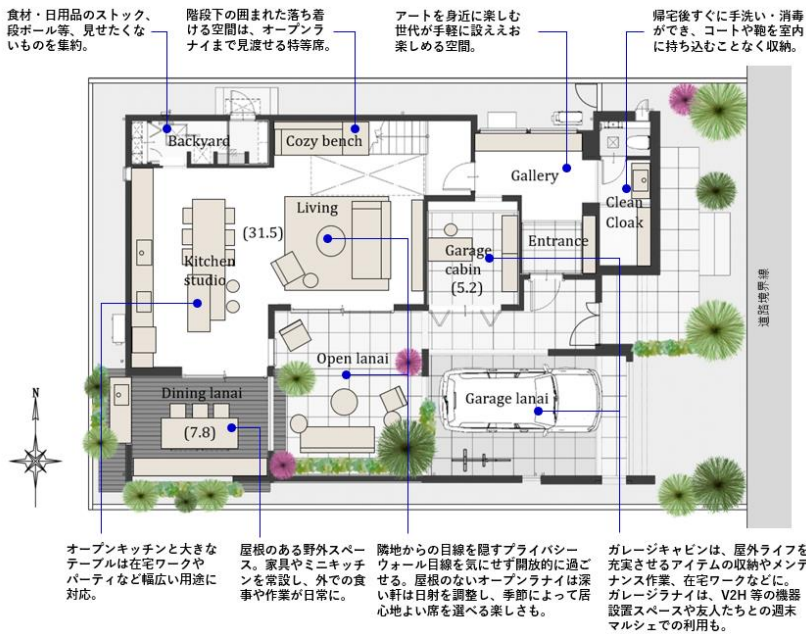 食材・日用品のストック、
段ボール等、見せたくな
いものを集約。
階段下の囲まれた落ち着
ける空間は、オープンラ
ナイまで見渡せる特等席。
アートを身近に楽しむ
世代が手軽に設ええお
楽しめる空間。
帰宅後すぐに手洗い・消毒
ができ、コートや鞄を室内
に持ち込むことなく収納。
Backyard
Cozy bench
Gallery
Clean
Cloak
Living
(31.5)
Kitchen
studio
Garage
cabin
(5.2)
Entrance
道路境界線
Open lanai
Dining lanai
(7.8)
Garage lanai
N
オープンキッチンと大きな
テーブルは在宅ワークや
パーティなど幅広い用途に
対応。
屋根のある野外スペー
ス。家具やミニキッチ
ンを常設し、外での食
事や作業が日常に。
隣地からの目線を隠すプライバシー
ウォール目線を気にせず開放的に過ご
せる。屋根のないオープンラナイは深
い軒は日射を調整し、季節によって居
心地よい席を選べる楽しさも。
ガレージキャビンは、屋外ライフを
充実させるアイテムの収納やメンテ
ナンス作業、在宅ワークなどに。
ガレージラナイは、V2H 等の機器
設置スペースや友人たちとの週末
マルシェでの利用も。